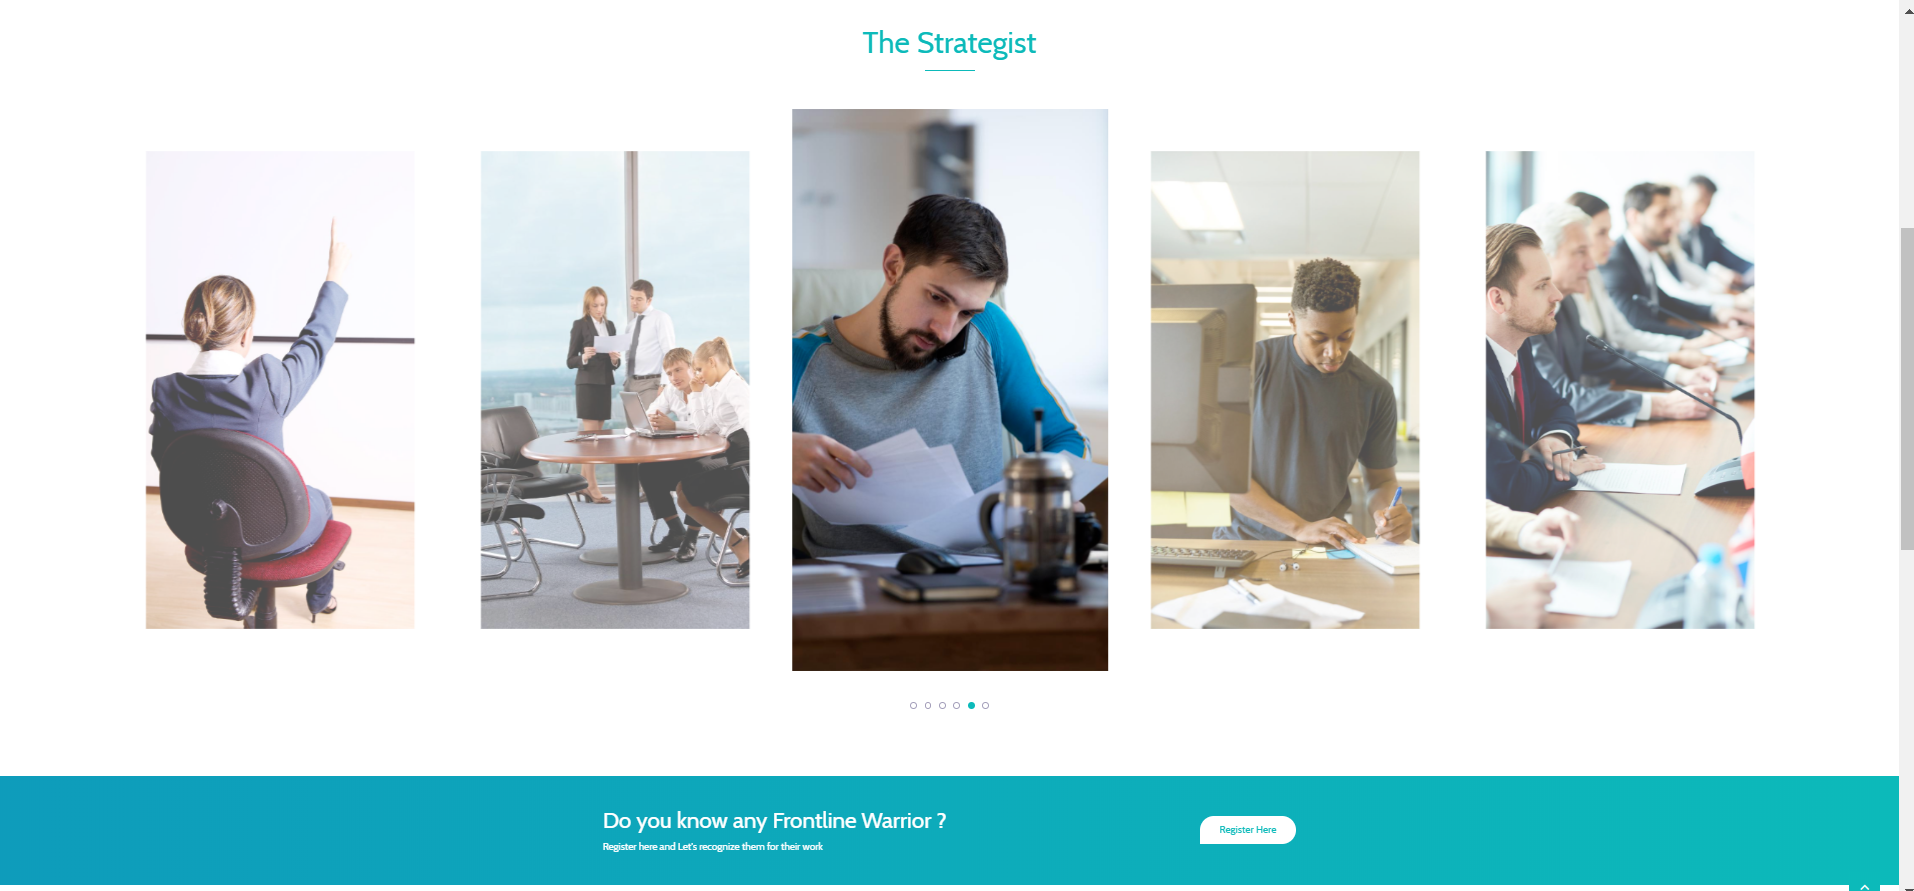 The Strategist
Do you know any Frontline Warrior ?
Register here and Let's recognize them for their work
Register Here